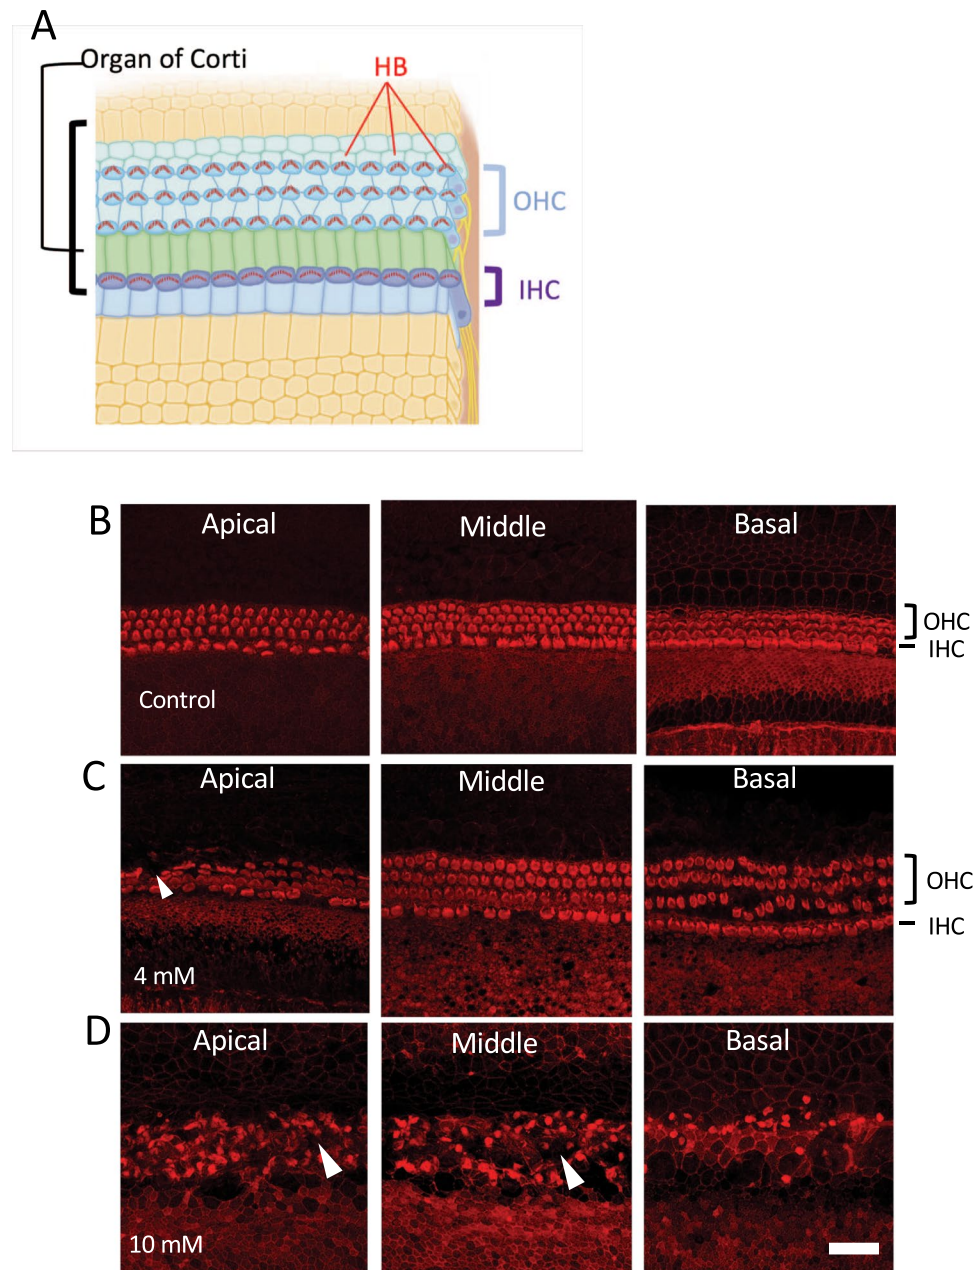 A
Organ of Corti
HB
OHC
IHC
B
Apical
Middle
Basal
OHC
IHC
Control
C
Apical
Middle
Basal
OHC
IHC
4 mM
D
Apical
Middle
Basal
10 mM